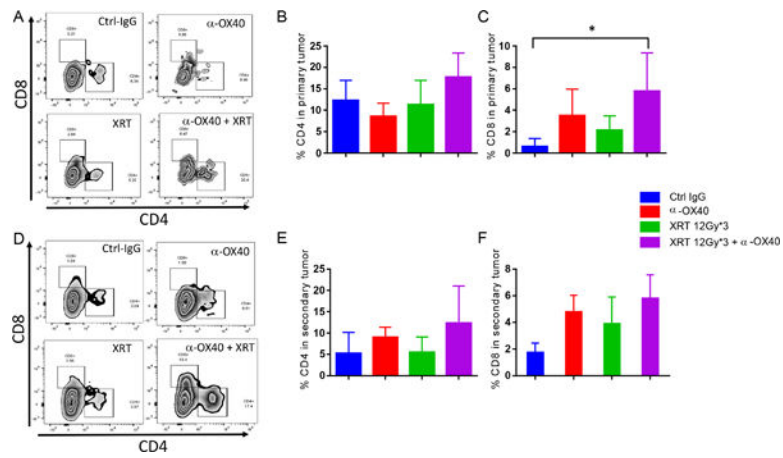 A
Ctrl-IgG
α-OX40
XRT
α-OX40 + XRT
CD8
CD4
B
% CD4 in primary tumor
25
20
15
10
5
0
C
% CD8 in primary tumor
10
8
6
4
2
0
*
Ctrl IgG
α-OX40
XRT 12Gy*3
XRT 12Gy*3 + α-OX40
D
Ctrl-IgG
α-OX40
XRT
α-OX40 + XRT
CD8
CD4
E
% CD4 in secondary tumor
25
20
15
10
5
0
F
% CD8 in secondary tumor
8
6
4
2
0